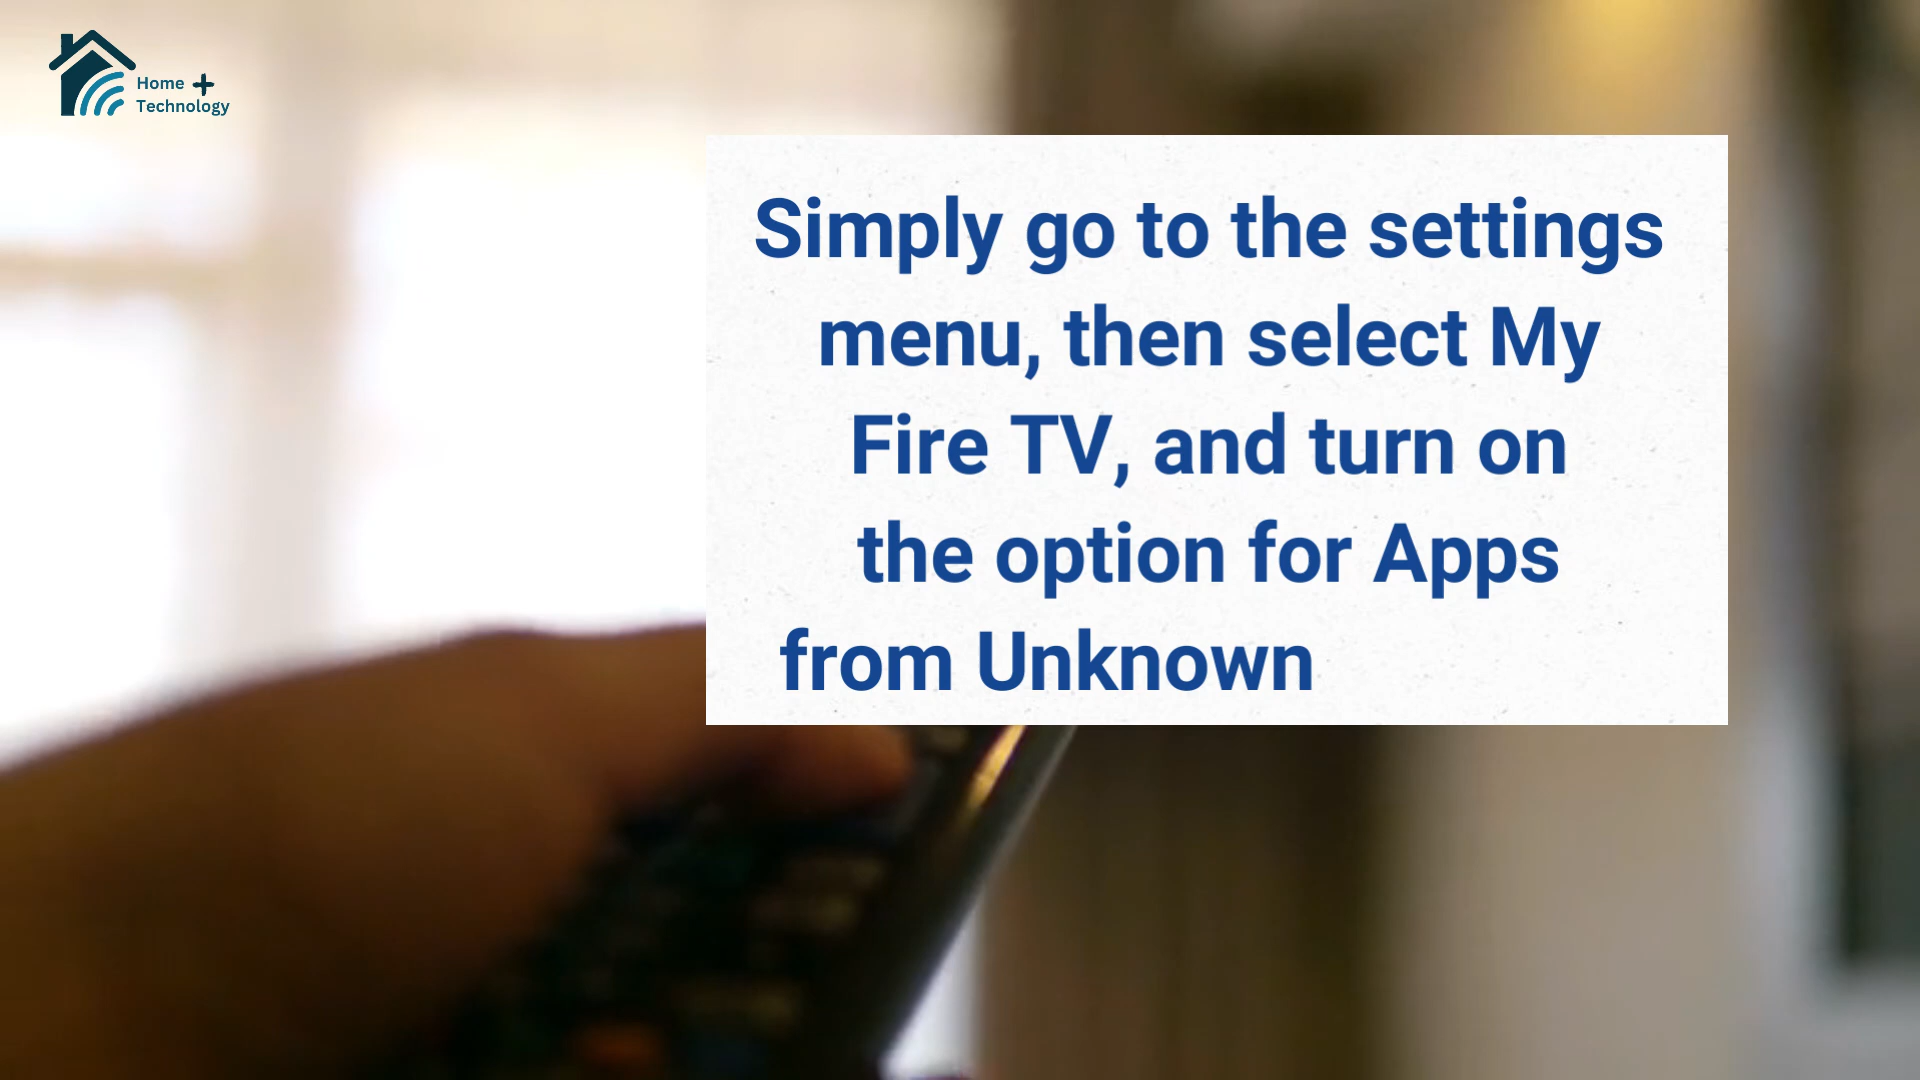 Home +
Technology
Simply go to the settings
menu, then select My
Fire TV, and turn on
the option for Apps
from Unknown